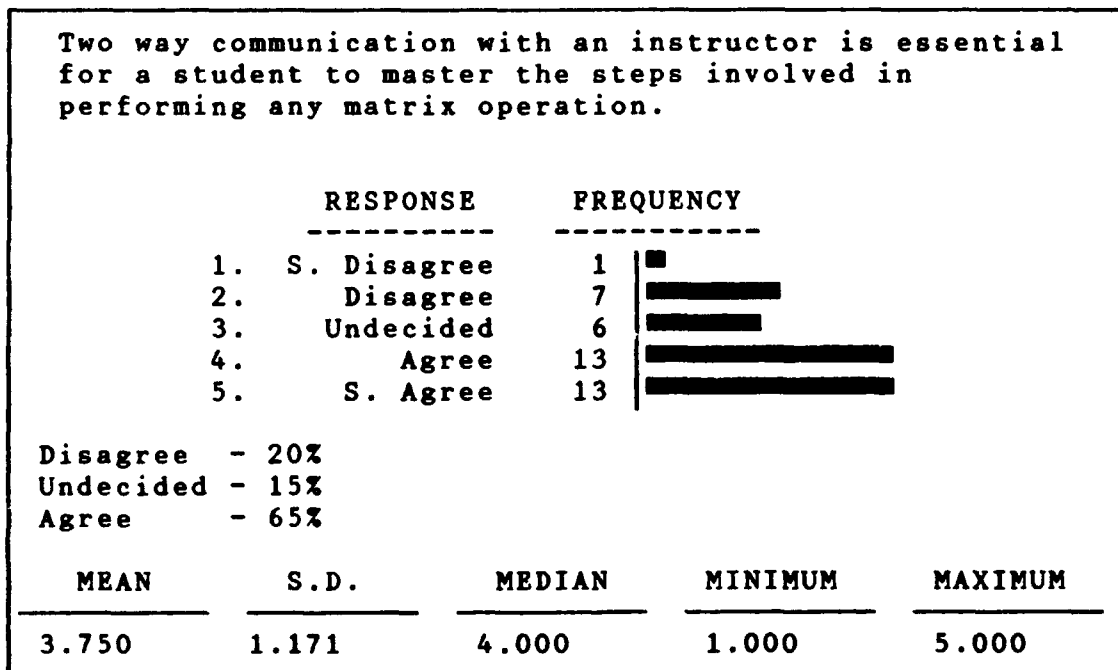 Two way communication with an instructor is essential
for a student to master the steps involved in
performing any matrix operation.
RESPONSE FREQUENCY
1. S. Disagree 1
2. Disagree 7
3. Undecided 6
4. Agree 13
5. S. Agree 13
Disagree - 20%
Undecided - 15%
Agree - 65%
MEAN S.D. MEDIAN MINIMUM MAXIMUM
3.750 1.171 4.000 1.000 5.000